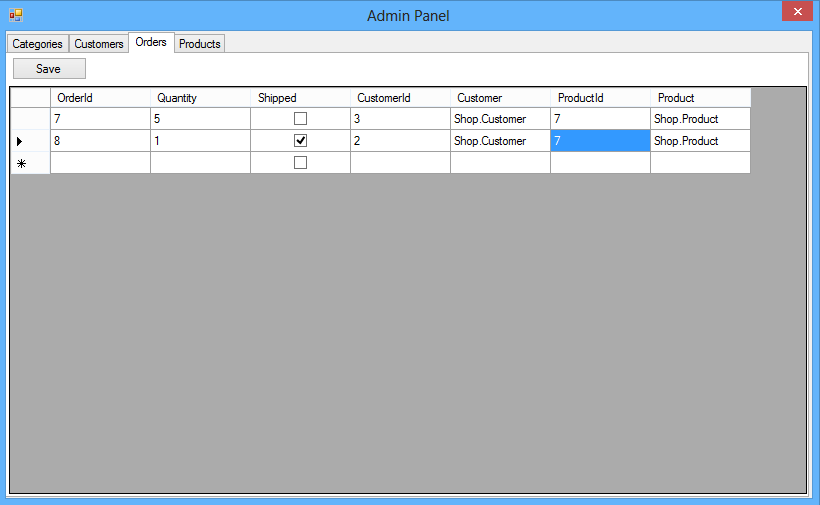 Admin Panel
Categories Customers Orders Products
Save
OrderId Quantity Shipped CustomerId Customer ProductId Product
7 5 3 Shop.Customer 7 Shop.Product
8 1 2 Shop.Customer 7 Shop.Product